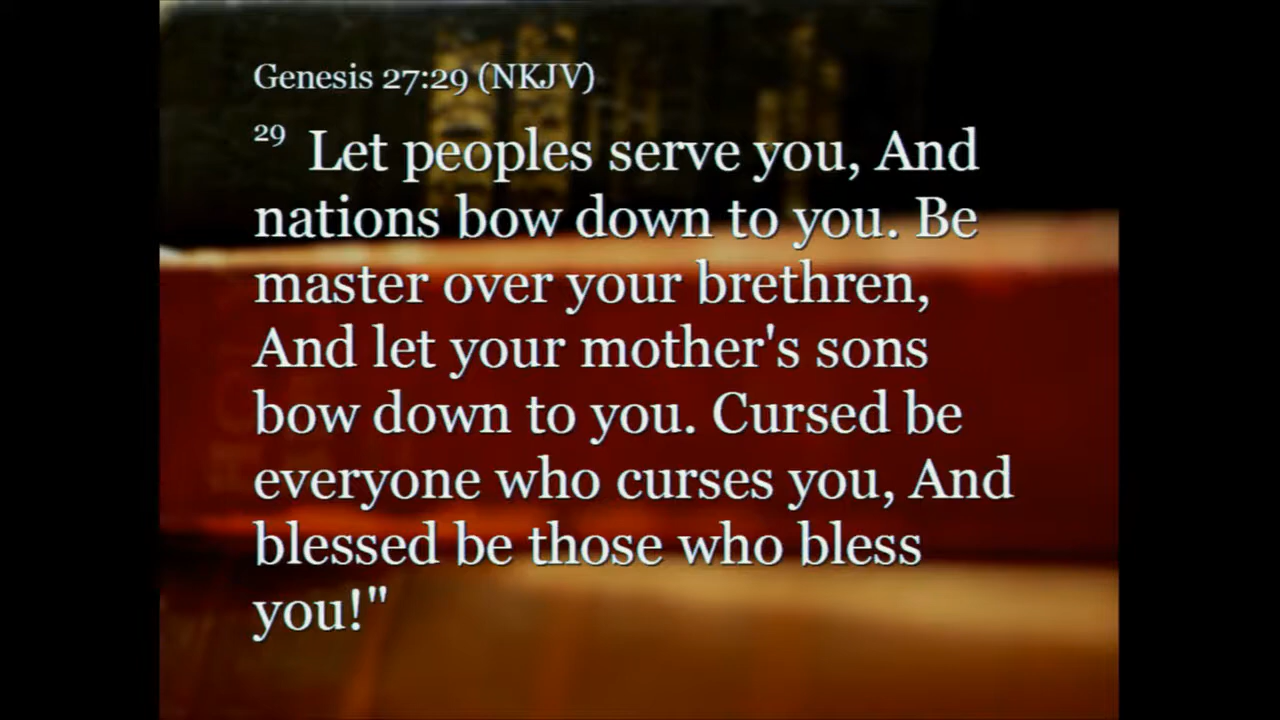 Genesis 27:29 (NKJV)
29 Let peoples serve you, And
nations bow down to you. Be
master over your brethren,
And let your mother's sons
bow down to you. Cursed be
everyone who curses you, And
blessed be those who bless
you!"